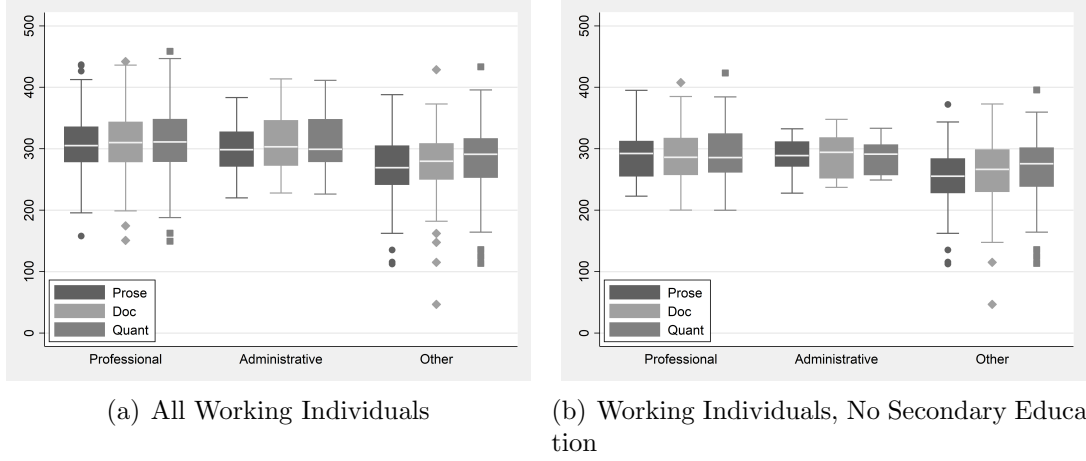 500
400
300
200
100
0
Prose
Doc
Quant
Professional Administrative Other
(a) All Working Individuals
500
400
300
200
100
0
Prose
Doc
Quant
Professional Administrative Other
(b) Working Individuals, No Secondary Educa-
tion